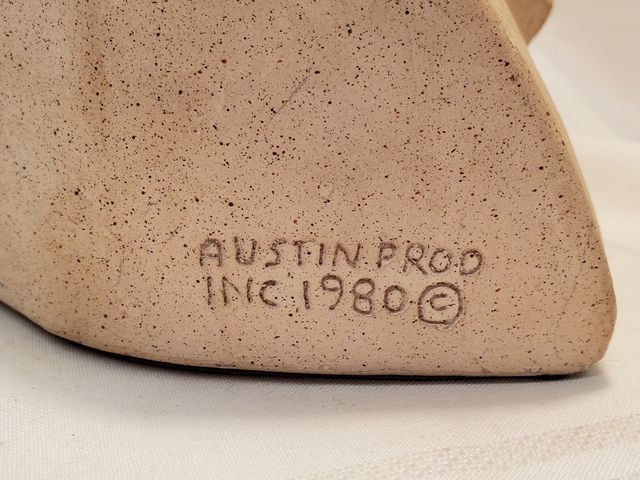 AUSTIN PROD
INC. 1980 ©